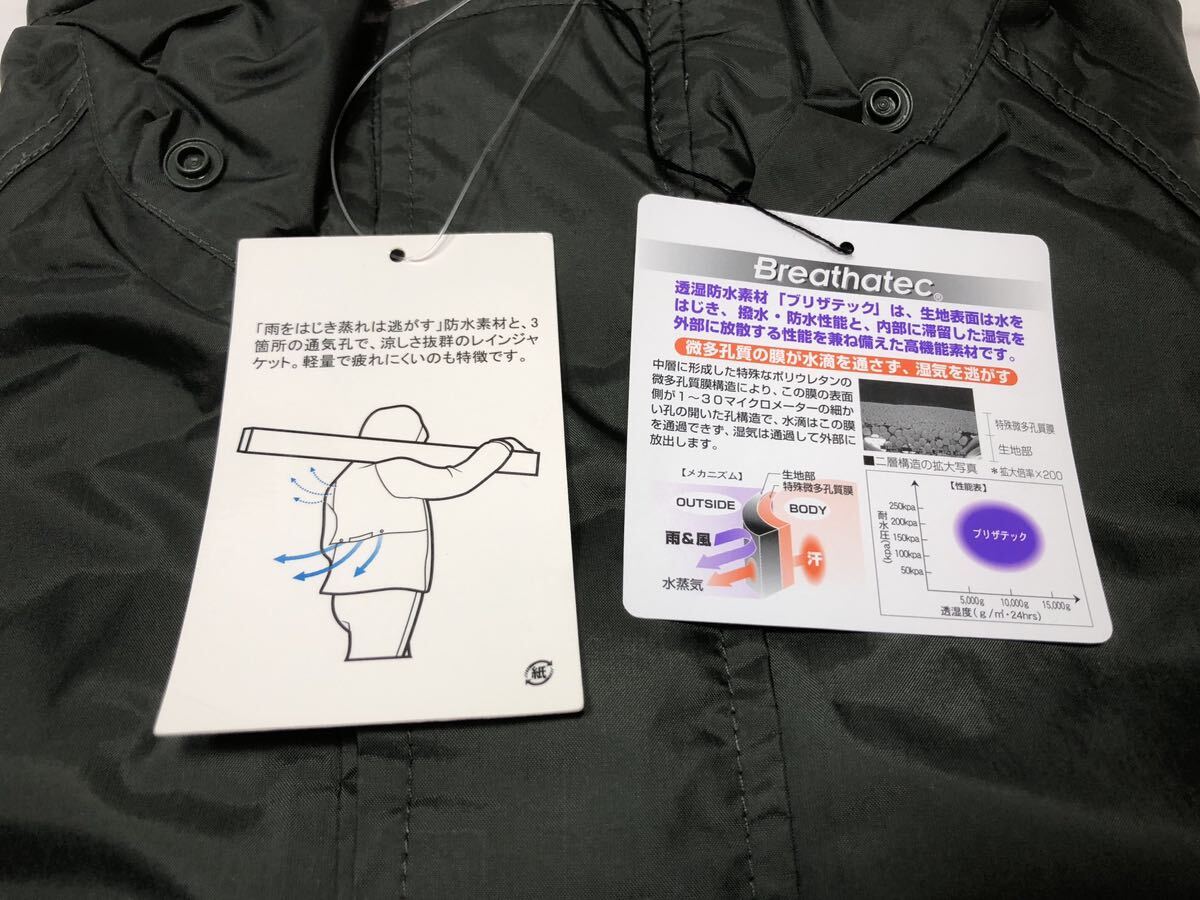 「雨をはじき蒸れは逃がす」防水素材と、3
箇所の通気孔で、涼しさ抜群のレインジャ
ケット。軽量で疲れにくいのも特徴です。
紙
Breathatec®
透湿防水素材「ブリザテック」は、生地表面は水を
はじき、撥水・防水性能と、内部に滞留した湿気を
外部に放散する性能を兼ね備えた高機能素材です。
微多孔質の膜が水滴を通さず、湿気を逃がす
中層に形成した特殊なポリウレタンの
微多孔質膜構造により、この膜の表面
側が1～30マイクロメーターの細か
い孔の開いた孔構造で、水滴はこの膜
を通過できず、湿気は通過して外部に
放出します。
特殊微多孔質膜
生地部
■二層構造の拡大写真 *拡大倍率×200
【メカニズム】
生地部
特殊微多孔質膜
OUTSIDE
BODY
雨&風
汗
水蒸気
【性能表】
耐水圧(kpa)
250kpa
200kpa
150kpa
100kpa
50kpa
ブリザテック
5,000g 10,000g 15,000g
透湿度(g/㎡・24hrs)